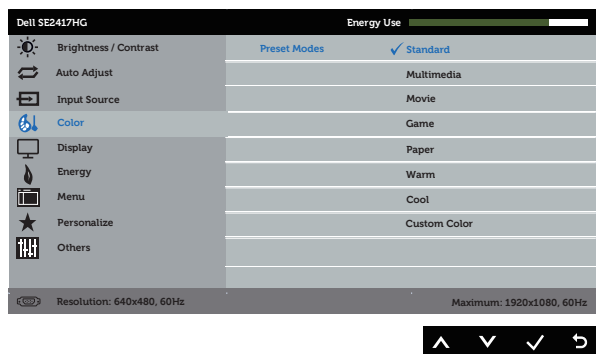 Dell SE2417HG Energy Use
Brightness / Contrast Preset Modes Standard
Auto Adjust Multimedia
Input Source Movie
Color Game
Display Paper
Energy Warm
Menu Cool
Personalize Custom Color
Others
Resolution: 640x480, 60Hz Maximum: 1920x1080, 60Hz